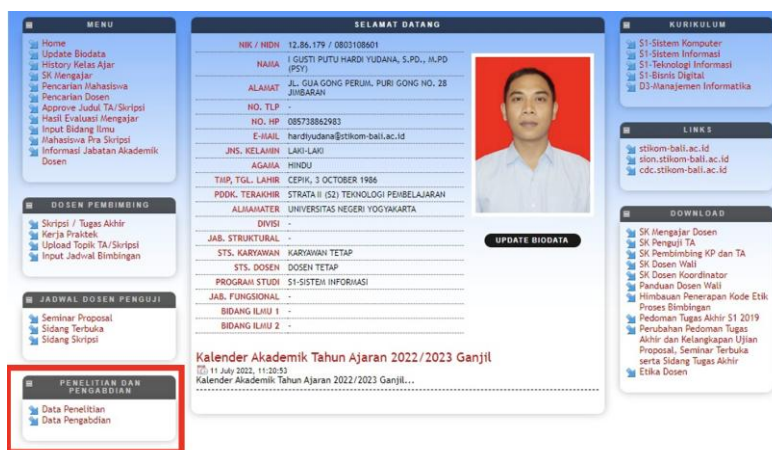 MENU
Home
Update Biodata
History Kelas Ajar
SK Mengajar
Pencarian Mahasiswa
Pencarian Dosen
Approve Judul TA/Skripsi
Hasil Evaluasi Mengajar
Input Bidang Ilmu
Mahasiswa Pra Skripsi
Informasi Jabatan Akademik
Dosen
DOSEN PEMBIMBING
Skripsi / Tugas Akhir
Kerja Praktek
Upload Topik TA/Skripsi
Input Jadwal Bimbingan
JADWAL DOSEN PENGUJI
Seminar Proposal
Sidang Terbuka
Sidang Skripsi
PENELITIAN DAN
PENGABDIAN
Data Penelitian
Data Pengabdian
SELAMAT DATANG
NIK / NIDN 12.86.179 / 0803108601
NAMA I GUSTI PUTU HARDI YUDANA, S.PD., M.PD
(PSY)
ALAMAT JL. GUA GONG PERUM. PURI GONG NO. 28
JIMBARAN
NO. TLP -
NO. HP 085738862983
E-MAIL hardiyudana@stikom-bali.ac.id
JNS. KELAMIN LAKI-LAKI
AGAMA HINDU
TMP, TGL. LAHIR CEPIK, 3 OCTOBER 1986
PDDK. TERAKHIR STRATA II (S2) TEKNOLOGI PEMBELAJARAN
ALMAMATER UNIVERSITAS NEGERI YOGYAKARTA
DIVISI -
JAB. STRUKTURAL -
STS. KARYAWAN KARYAWAN TETAP
STS. DOSEN DOSEN TETAP
PROGRAM STUDI S1-SISTEM INFORMASI
JAB. FUNGSIONAL -
BIDANG ILMU 1 -
BIDANG ILMU 2 -
UPDATE BIODATA
Kalender Akademik Tahun Ajaran 2022/2023 Ganjil
11 July 2022, 11:20:53
Kalender Akademik Tahun Ajaran 2022/2023 Ganjil...
KURIKULUM
S1-Sistem Komputer
S1-Sistem Informasi
S1-Teknologi Informasi
S1-Bisnis Digital
D3-Manajemen Informatika
LINKS
stikom-bali.ac.id
sion.stikom-bali.ac.id
cdc.stikom-bali.ac.id
DOWNLOAD
SK Mengajar Dosen
SK Penguji TA
SK Pembimbing KP dan TA
SK Dosen Wali
SK Dosen Koordinator
Panduan Dosen Wali
Himbauan Penerapan Kode Etik
Proses Bimbingan
Pedoman Tugas Akhir S1 2019
Perubahan Pedoman Tugas
Akhir dan Kelangkapan Ujian
Proposal, Seminar Terbuka
serta Sidang Tugas Akhir
Etika Dosen